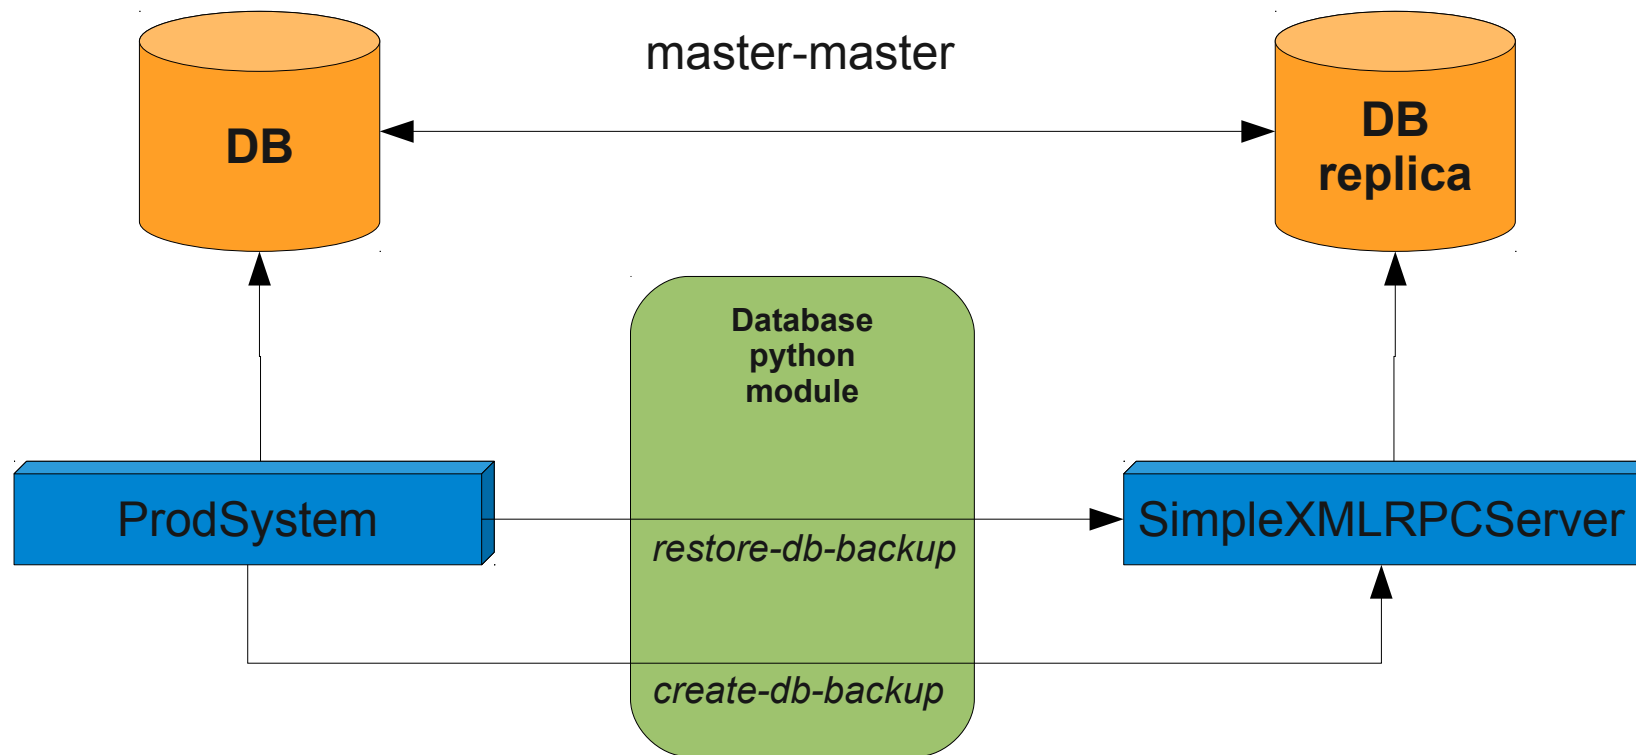 master-master
DB
DB
replica
Database
python
module
ProdSystem
SimpleXMLRPCServer
restore-db-backup
create-db-backup